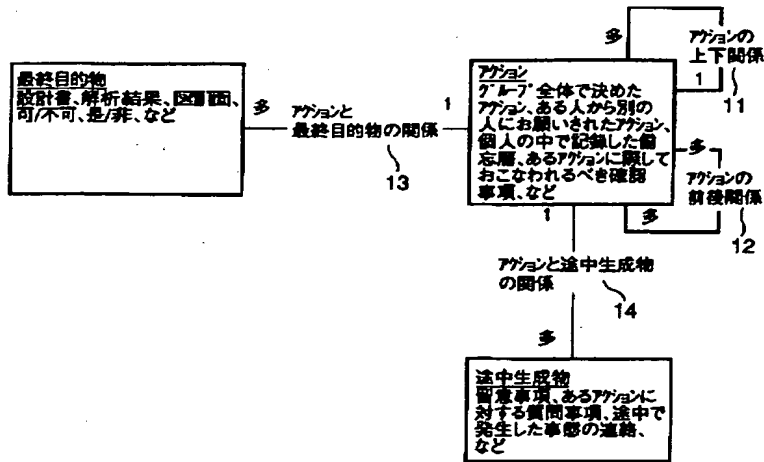 最終目的物
設計書、解析結果、図面、
可/不可、是/非、など
多
アクションと
最終目的物の関係
13
1
アクション
グループ全体で決めた
アクション、ある人から別の
人にお願いされたアクション、
個人の中で記録した備
忘層、あるアクションに際して
おこなわれるべき確認
事項、など
多
アクションの
上下関係
1
11
多
アクションの
前後関係
多
12
1
アクションと途中生成物
の関係
14
多
途中生成物
留意事項、あるアクションに
対する質問事項、途中で
発生した事態の連絡、
など